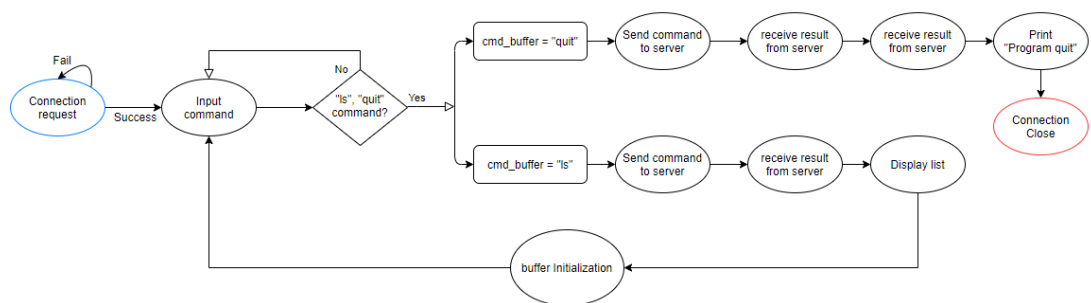 Fail
Connection
request
Success
Input
command
No
"ls", "quit"
command?
Yes
cmd_buffer = "quit"
Send command
to server
receive result
from server
receive result
from server
Print
"Program quit"
Connection
Close
cmd_buffer = "ls"
Send command
to server
receive result
from server
Display list
buffer Initialization